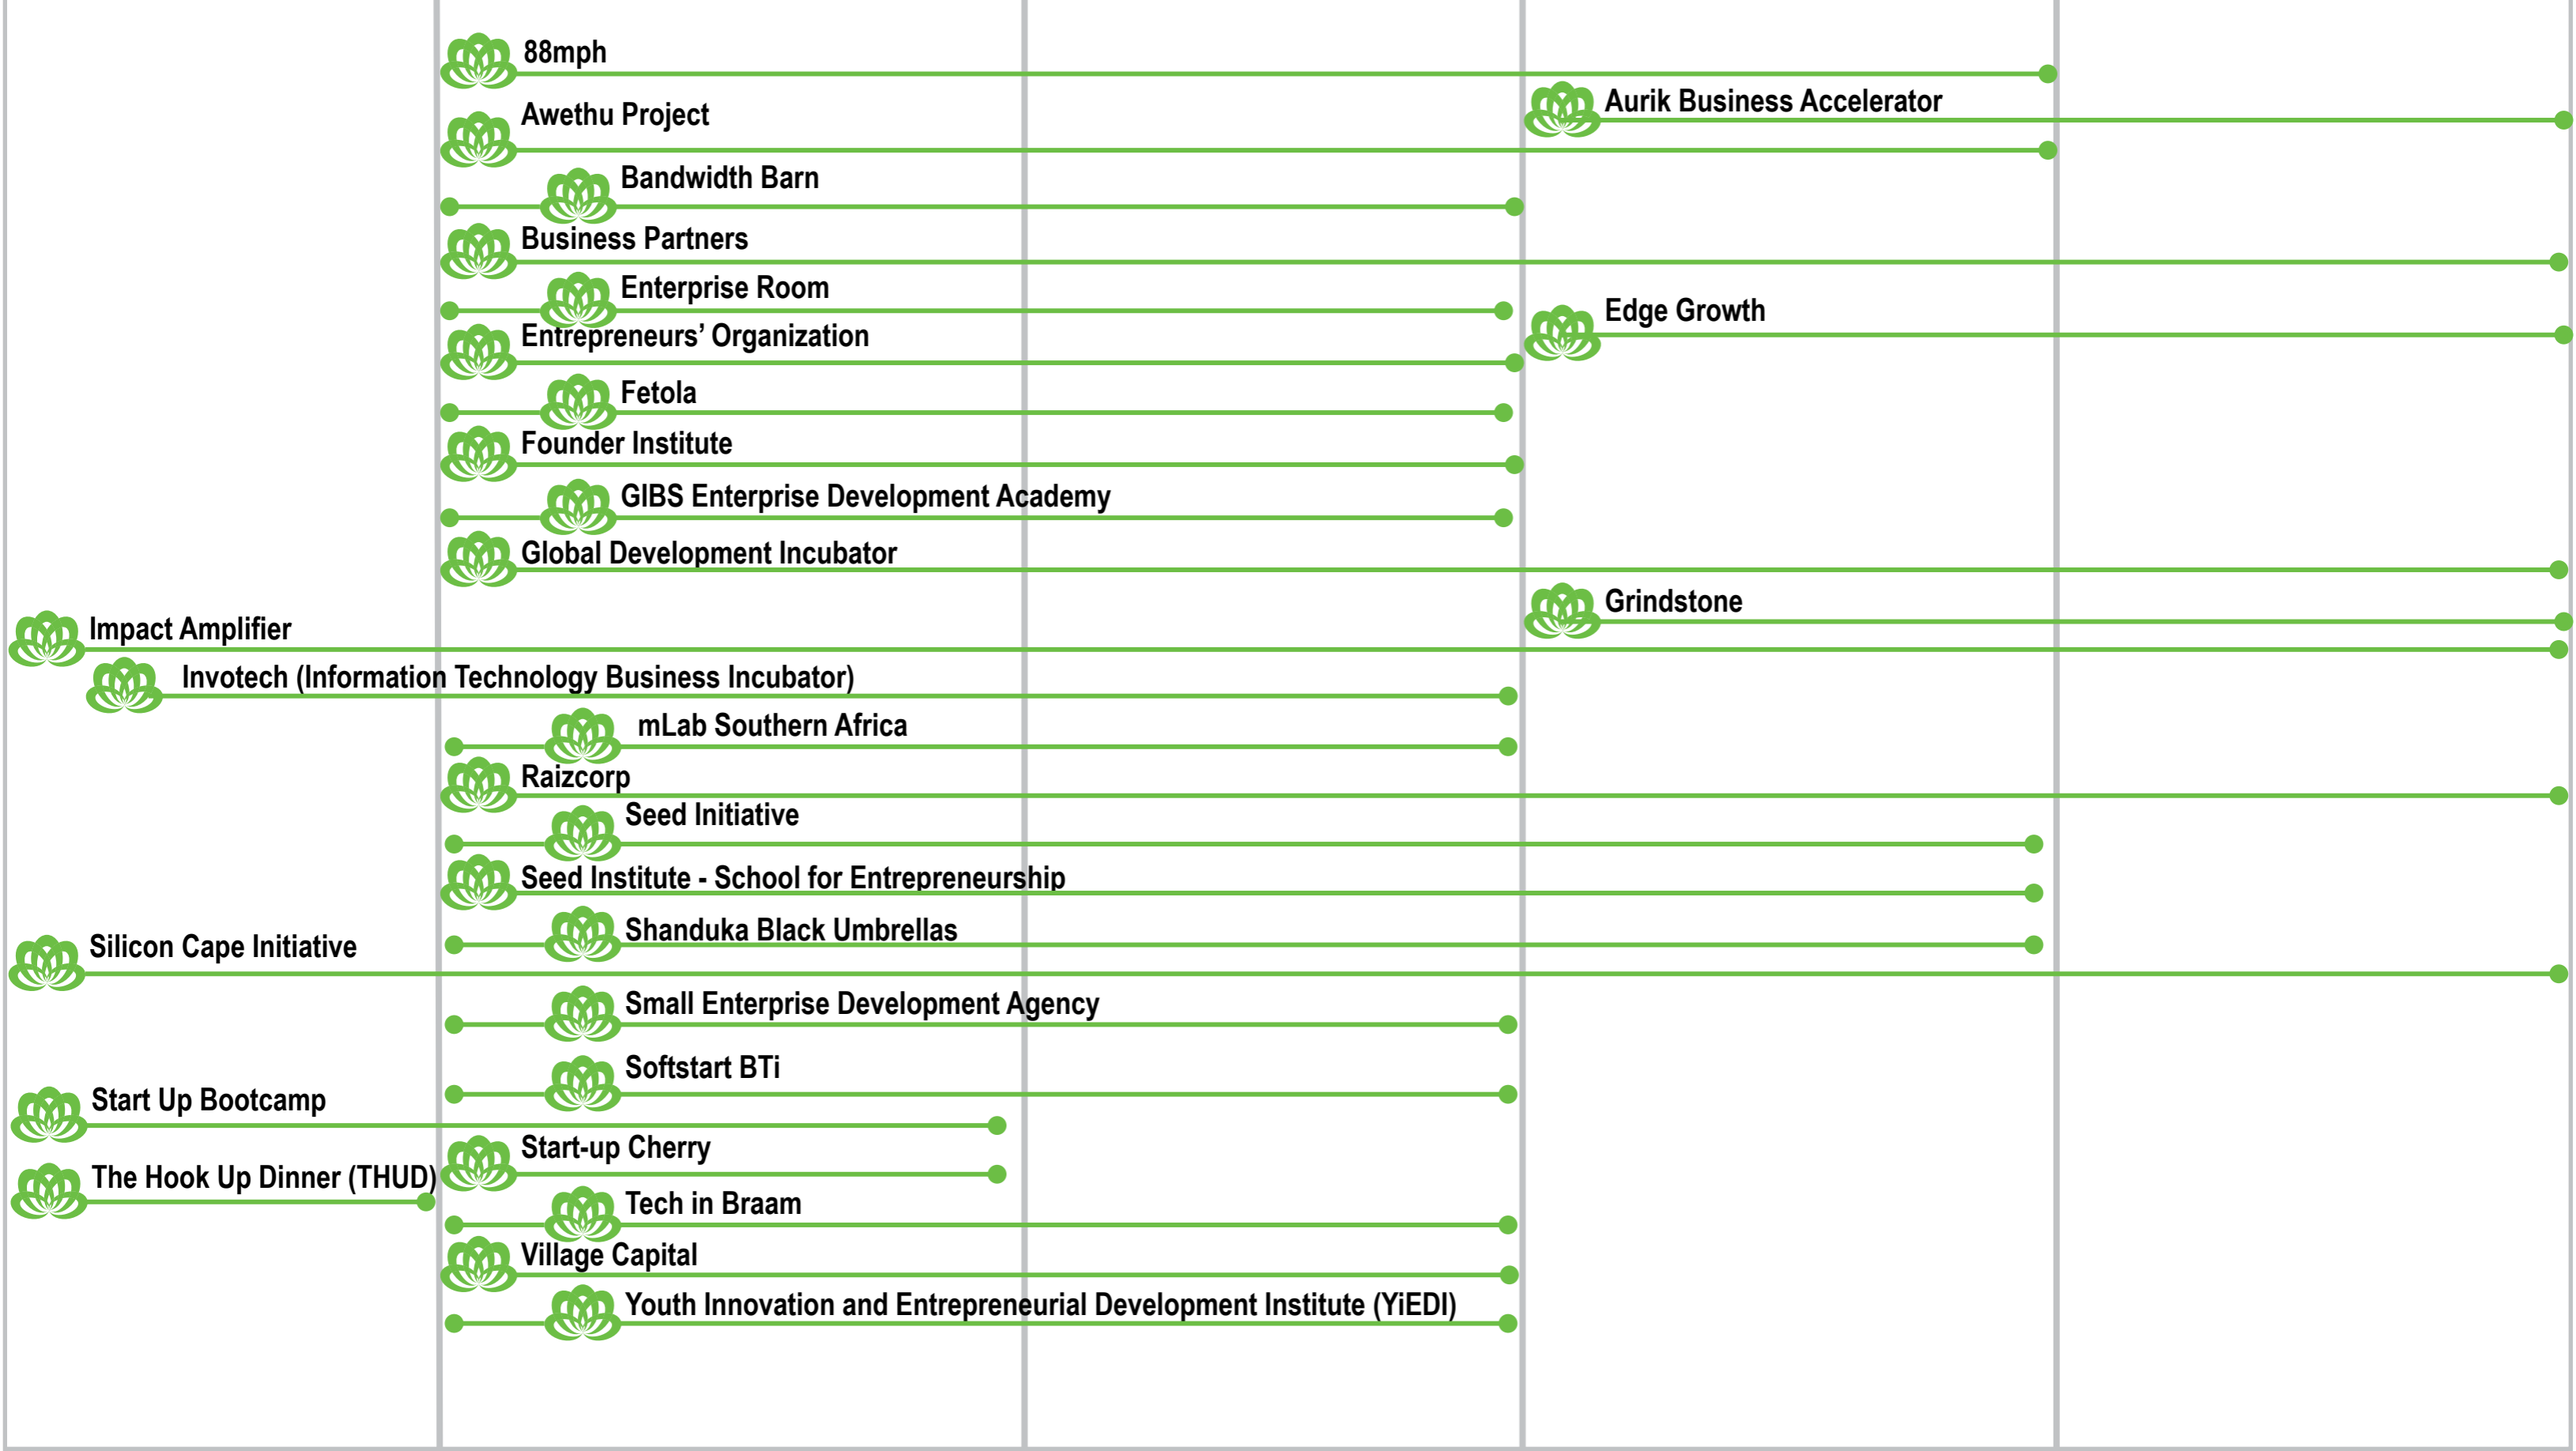 88mph
Aurik Business Accelerator
Awethu Project
Bandwidth Barn
Business Partners
Enterprise Room
Edge Growth
Entrepreneurs’ Organization
Fetola
Founder Institute
GIBS Enterprise Development Academy
Global Development Incubator
Grindstone
Impact Amplifier
Invotech (Information Technology Business Incubator)
mLab Southern Africa
Raizcorp
Seed Initiative
Seed Institute - School for Entrepreneurship
Shanduka Black Umbrellas
Silicon Cape Initiative
Small Enterprise Development Agency
Softstart BTi
Start Up Bootcamp
Start-up Cherry
The Hook Up Dinner (THUD)
Tech in Braam
Village Capital
Youth Innovation and Entrepreneurial Development Institute (YiEDI)